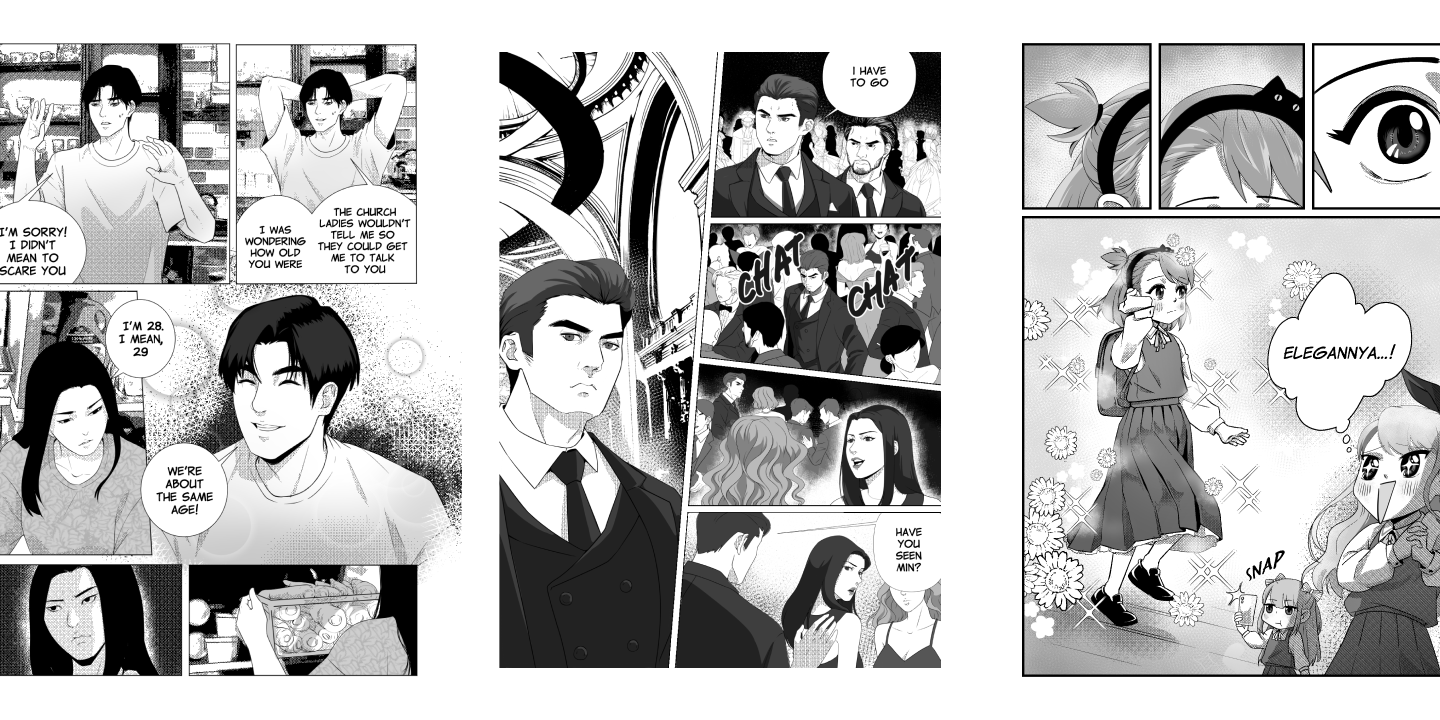 I'M SORRY!
I DIDN'T
MEAN TO
SCARE YOU
I WAS
WONDERING
HOW OLD
YOU WERE
THE CHURCH
LADIES WOULDN'T
TELL ME SO
THEY COULD GET
ME TO TALK
TO YOU
I'M 28.
I MEAN,
29
WE'RE
ABOUT
THE SAME
AGE!
I HAVE
TO GO
CHAT
CHAT
HAVE
YOU
SEEN
MIN?
ELEGANNYA...!
SNAP